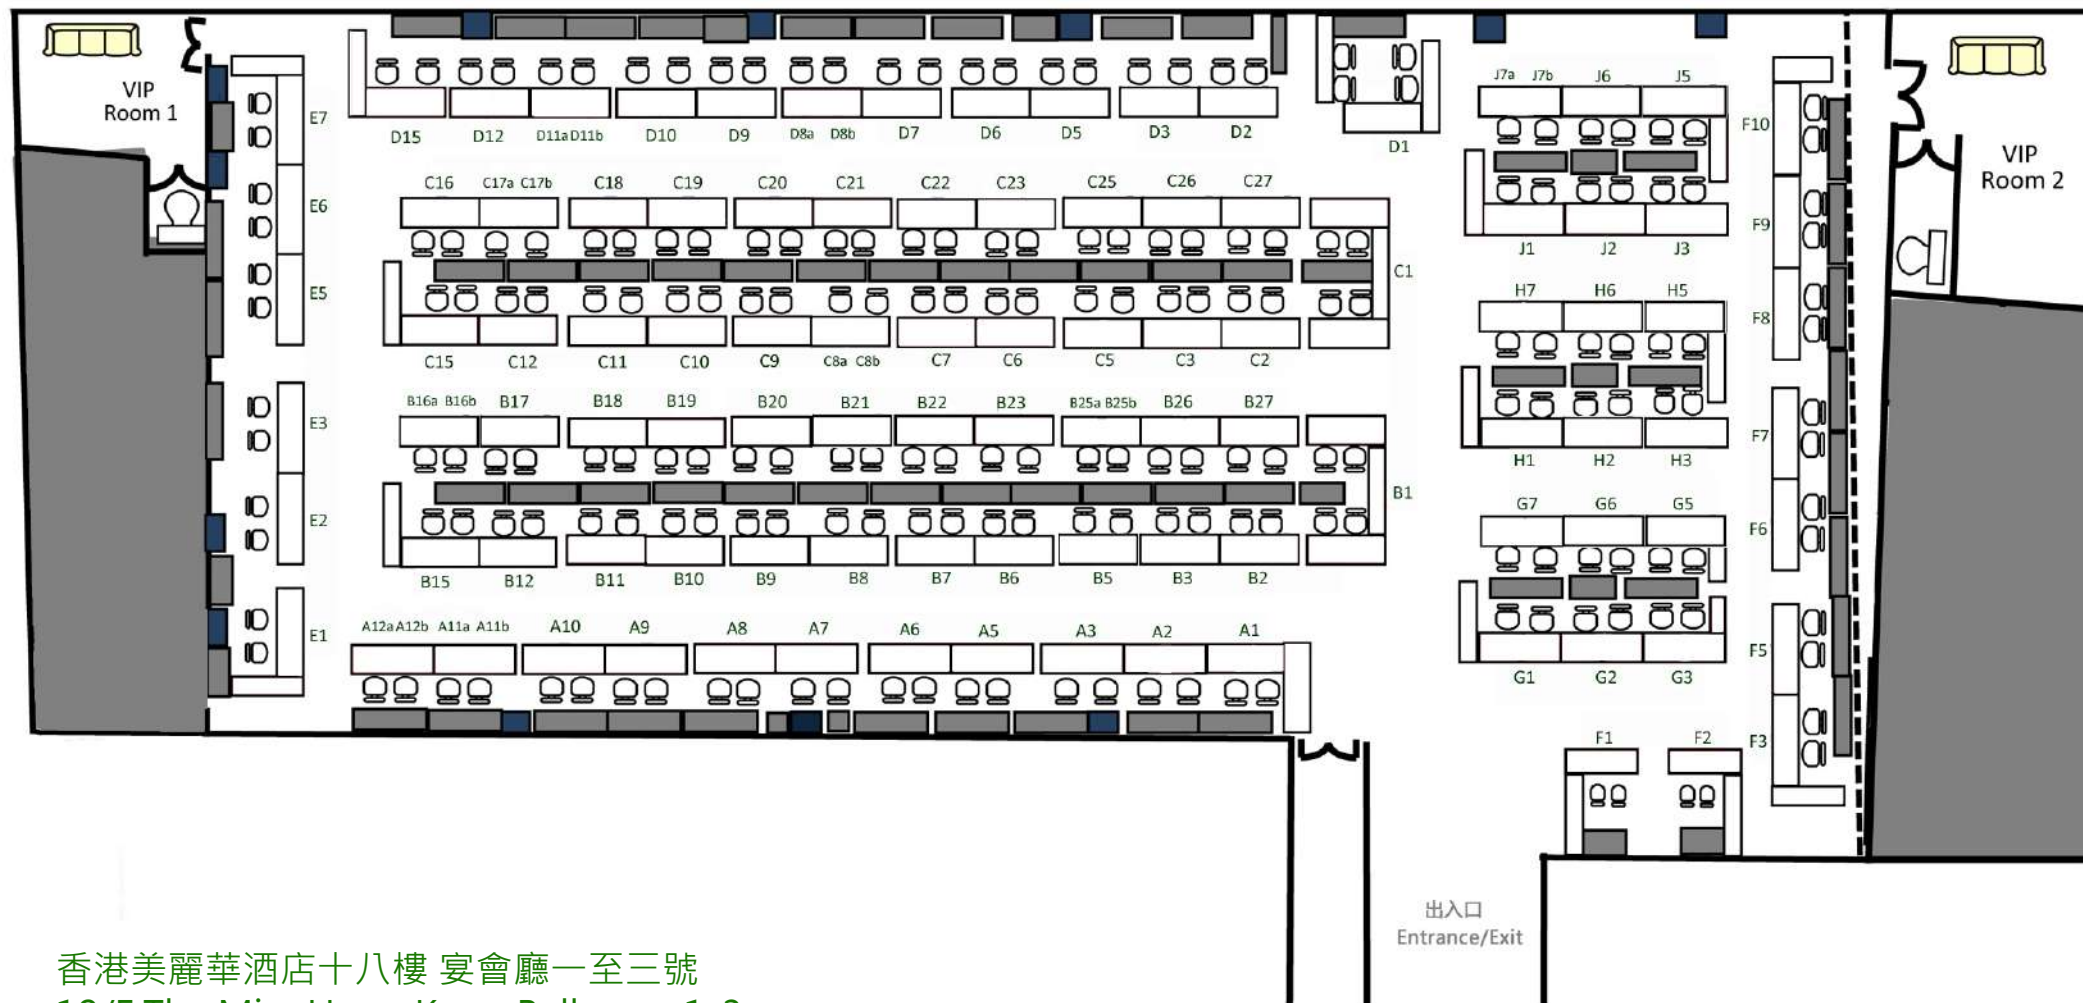 VIP
Room 1
VIP
Room 2
D15 D12 D11a D11b D10 D9 D8a D8b D7 D6 D5 D3 D2
D1
J7a J7b J6 J5
J1 J2 J3
C16 C17a C17b C18 C19 C20 C21 C22 C23 C25 C26 C27
C1
C15 C12 C11 C10 C9 C8a C8b C7 C6 C5 C3 C2
H7 H6 H5
H1 H2 H3
B16a B16b B17 B18 B19 B20 B21 B22 B23 B25a B25b B26 B27
B1
B15 B12 B11 B10 B9 B8 B7 B6 B5 B3 B2
G7 G6 G5
G1 G2 G3
A12a A12b A11a A11b A10 A9 A8 A7 A6 A5 A3 A2 A1
E7
E6
E5
E3
E2
E1
F10
F9
F8
F7
F6
F5
F3
F1 F2
出入口
Entrance/Exit
香港美麗華酒店十八樓 宴會廳一至三號